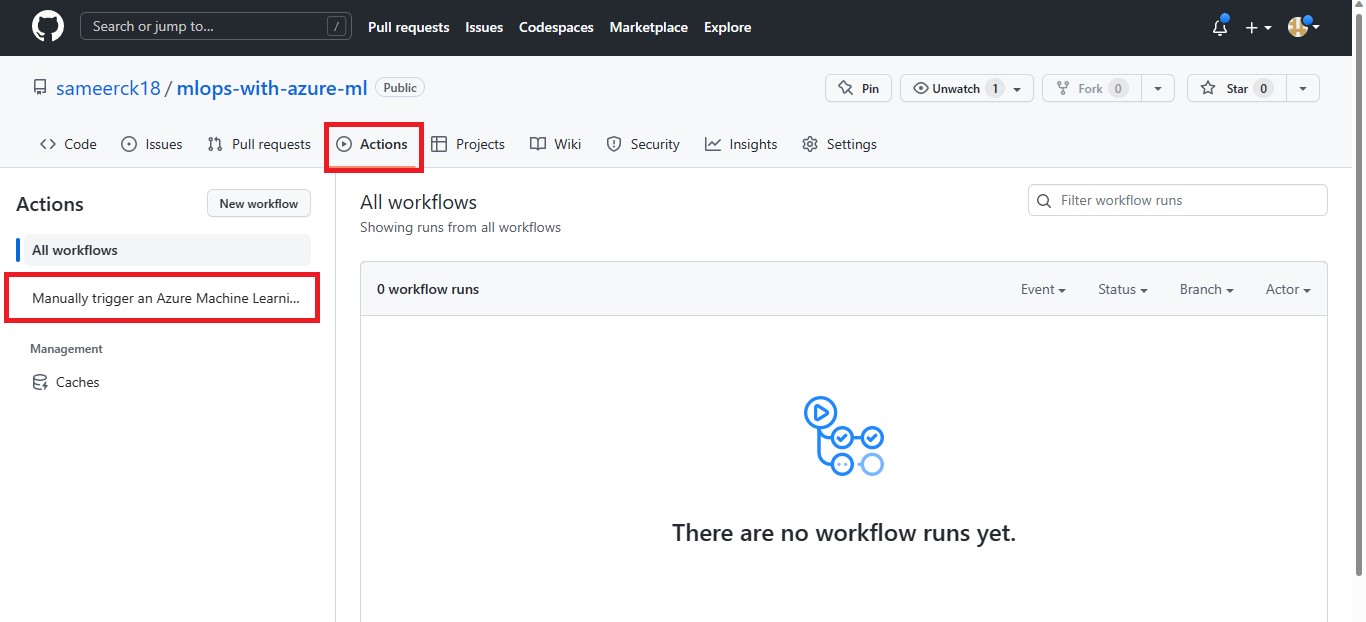 Search or jump to... / Pull requests Issues Codespaces Marketplace Explore
sameerck18 / mlops-with-azure-ml Public Pin Unwatch 1 Fork 0 Star 0
Code Issues Pull requests Actions Projects Wiki Security Insights Settings
Actions New workflow
All workflows
Manually trigger an Azure Machine Learni...
Management
Caches
All workflows
Showing runs from all workflows
Filter workflow runs
0 workflow runs Event Status Branch Actor
There are no workflow runs yet.